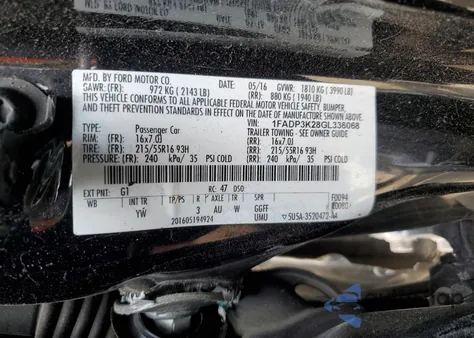 MFD. BY FORD MOTOR CO.
05/16 GVWR: 1810 KG ( 3990 LB)
SAWR: (FR): 972 KG ( 2143 LB) (RR): 880 KG ( 1940 LB)
THIS VEHICLE CONFORMS TO ALL APPLICABLE FEDERAL MOTOR VEHICLE SAFETY, BUMPER,
AND THEFT PREVENTION STANDARDS IN EFFECT ON THE DATE OF MANUFACTURE SHOWN ABOVE.
VIN: 1FADP3K28GL335068
TYPE: Passenger Car TRAILER TOWING - SEE OWNER GUIDE
RIM: (FR): 16x7.0J (RR): 16x7.0J
TIRE: (FR): 215/55R16 93H (RR): 215/55R16 93H
PRESSURE: (FR): 240 kPa/ 35 PSI COLD (RR): 240 kPa/ 35 PSI COLD
EXT PNT: G1 RC: 47 DSO:
WB INT TR TP/PS R AXLE TR SPR
YW 3 AU W GGFF
201605194924 UMU